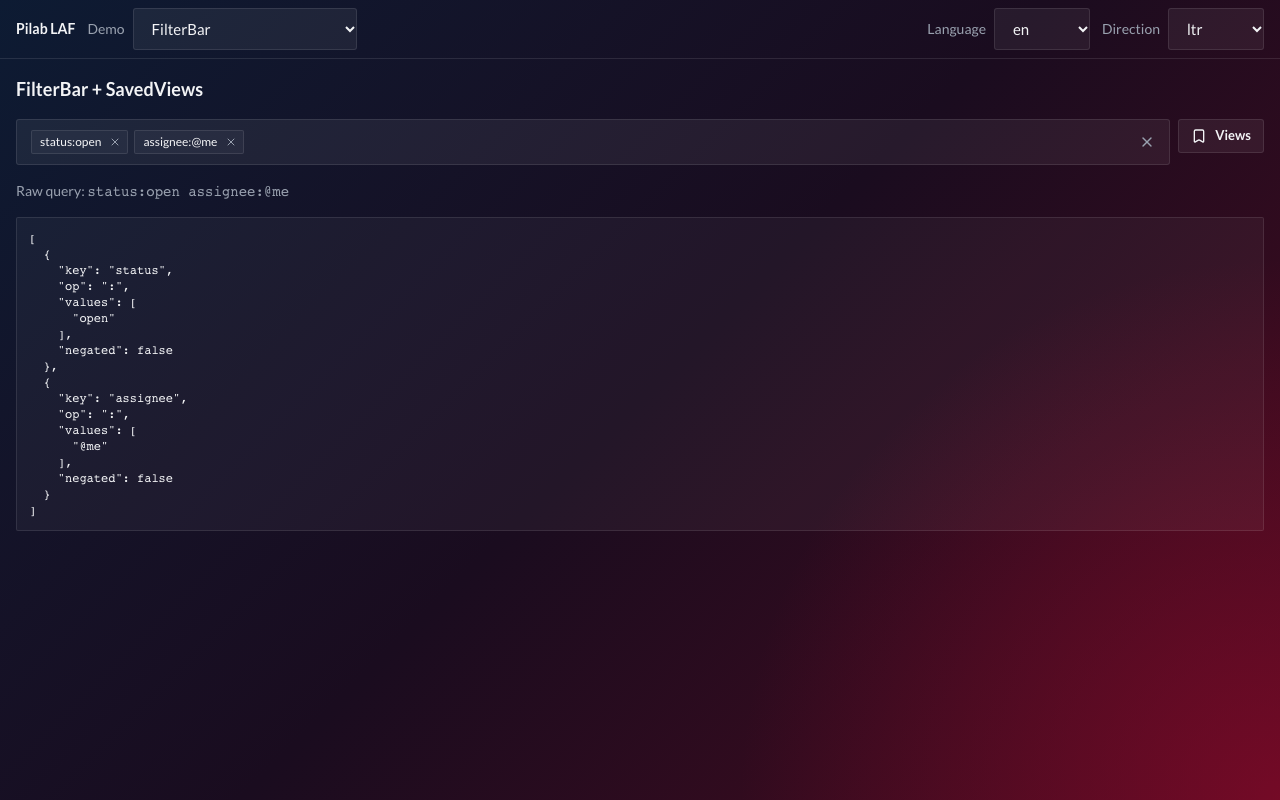 Pilab LAF Demo FilterBar Language en Direction ltr
FilterBar + SavedViews
status:open assignee:@me Views
Raw query: status:open assignee:@me
[
  {
    "key": "status",
    "op": ":",
    "values": [
      "open"
    ],
    "negated": false
  },
  {
    "key": "assignee",
    "op": ":",
    "values": [
      "@me"
    ],
    "negated": false
  }
]